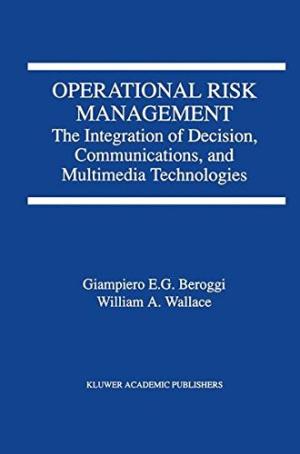 OPERATIONAL RISK
MANAGEMENT
The Integration of Decision,
Communications, and
Multimedia Technologies
Giampiero E.G. Beroggi
William A. Wallace
KLUWER ACADEMIC PUBLISHERS